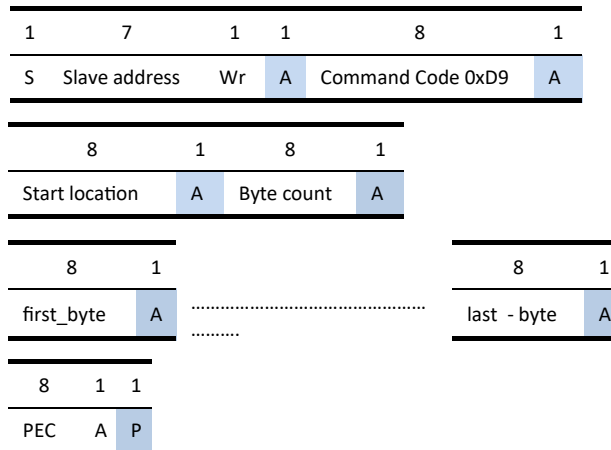 1 7 1 1 8 1
S Slave address Wr A Command Code 0xD9 A
8 1 8 1
Start location A Byte count A
8 1 8 1
first_byte A ................................................ last - byte A
..........
8 1 1
PEC A P